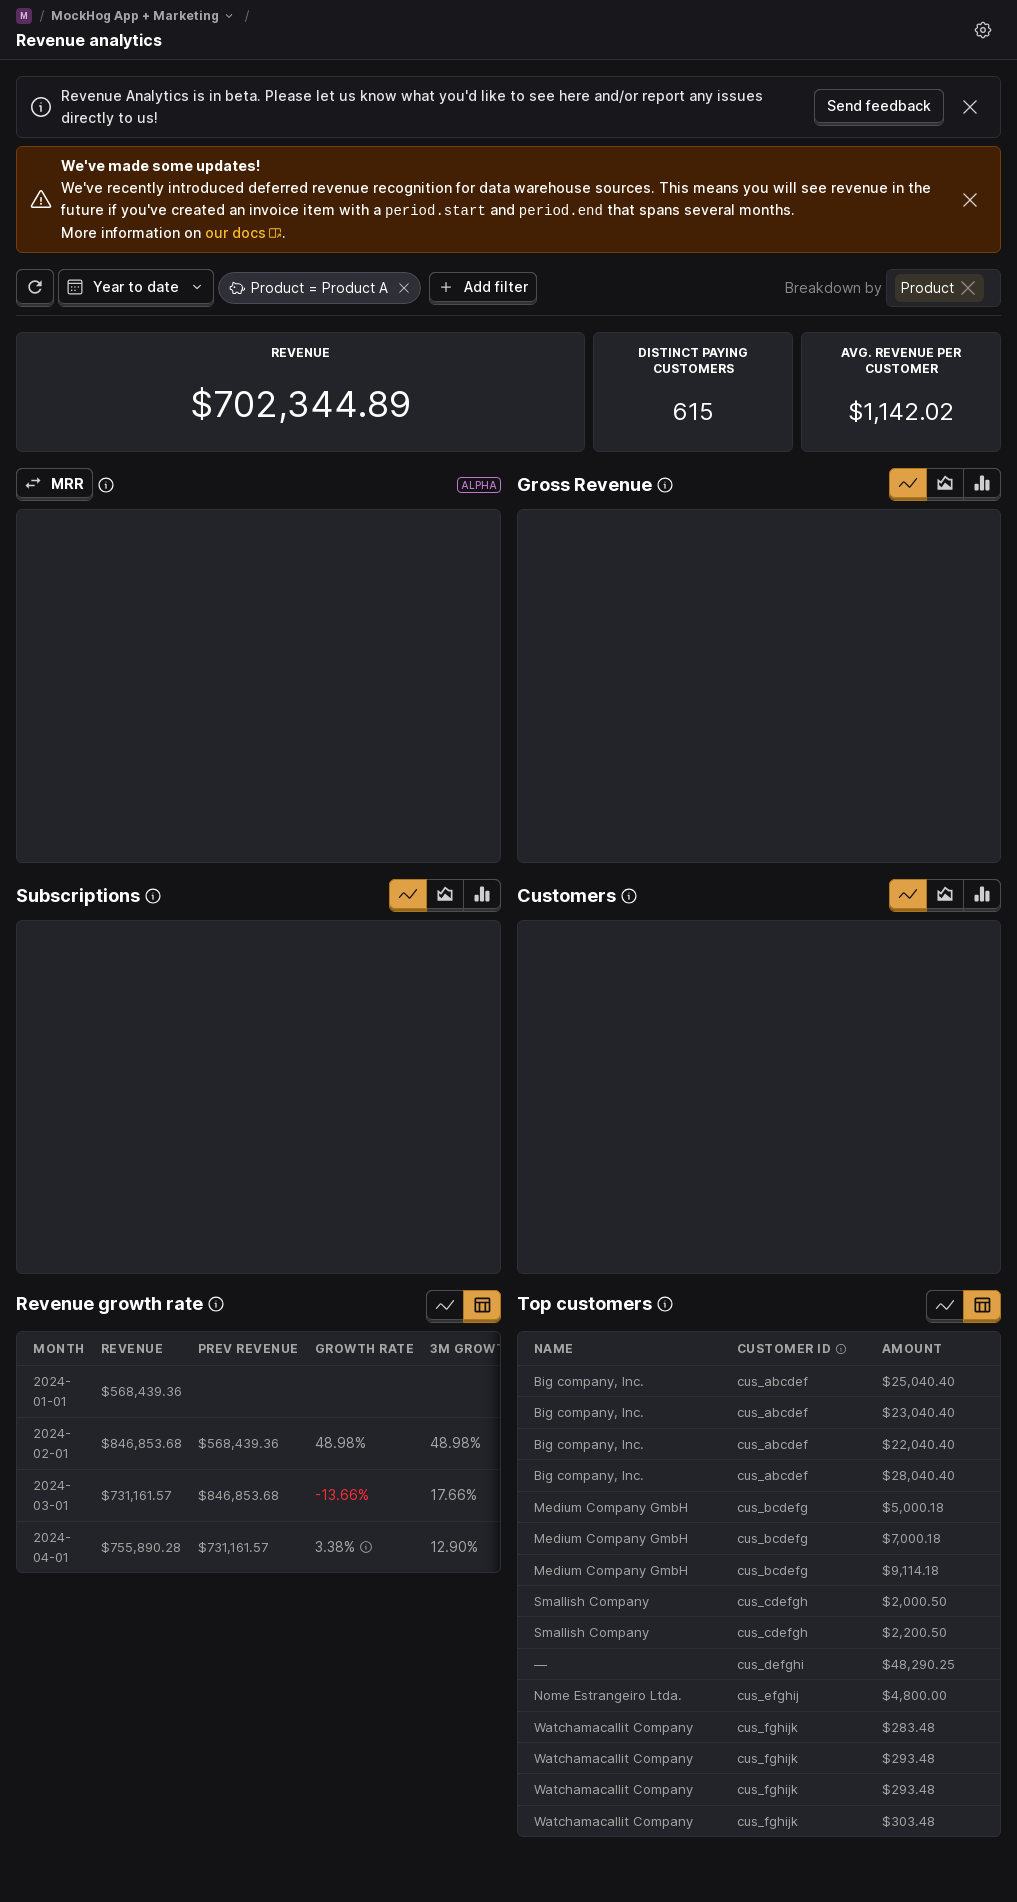 M / MockHog App + Marketing /
Revenue analytics
Revenue Analytics is in beta. Please let us know what you'd like to see here and/or report any issues
directly to us!
Send feedback
We've made some updates!
We've recently introduced deferred revenue recognition for data warehouse sources. This means you will see revenue in the
future if you've created an invoice item with a period.start and period.end that spans several months.
More information on our docs.
Year to date
Product = Product A
Add filter
Breakdown by
Product
REVENUE
$702,344.89
DISTINCT PAYING
CUSTOMERS
615
AVG. REVENUE PER
CUSTOMER
$1,142.02
MRR
ALPHA
Gross Revenue
Subscriptions
Customers
Revenue growth rate
MONTH REVENUE PREV REVENUE GROWTH RATE 3M GROWT
2024-
01-01 $568,439.36
2024-
02-01 $846,853.68 $568,439.36 48.98% 48.98%
2024-
03-01 $731,161.57 $846,853.68 -13.66% 17.66%
2024-
04-01 $755,890.28 $731,161.57 3.38% 12.90%
Top customers
NAME CUSTOMER ID AMOUNT
Big company, Inc. cus_abcdef $25,040.40
Big company, Inc. cus_abcdef $23,040.40
Big company, Inc. cus_abcdef $22,040.40
Big company, Inc. cus_abcdef $28,040.40
Medium Company GmbH cus_bcdefg $5,000.18
Medium Company GmbH cus_bcdefg $7,000.18
Medium Company GmbH cus_bcdefg $9,114.18
Smallish Company cus_cdefgh $2,000.50
Smallish Company cus_cdefgh $2,200.50
— cus_defghi $48,290.25
Nome Estrangeiro Ltda. cus_efghij $4,800.00
Watchamacallit Company cus_fghijk $283.48
Watchamacallit Company cus_fghijk $293.48
Watchamacallit Company cus_fghijk $293.48
Watchamacallit Company cus_fghijk $303.48